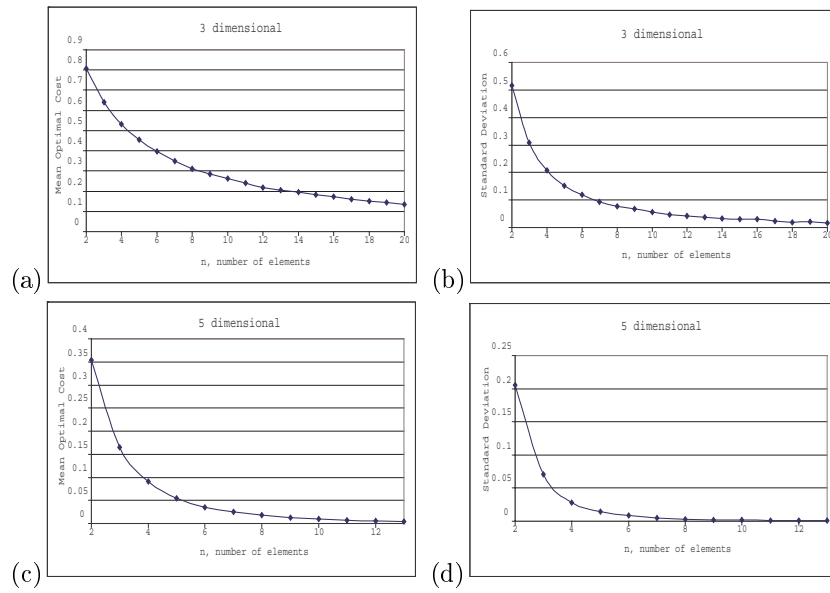 3 dimensional
0.9
0.8
0.7
0.6
0.5
0.4
0.3
0.2
0.1
0
Mean Optimal Cost
2 4 6 8 10 12 14 16 18 20
n, number of elements
(a)
3 dimensional
0.6
0.5
0.4
0.3
0.2
0.1
0
Standard Deviation
2 4 6 8 10 12 14 16 18 20
n, number of elements
(b)
5 dimensional
0.4
0.35
0.3
0.25
0.2
0.15
0.1
0.05
0
Mean Optimal Cost
2 4 6 8 10 12
n, number of elements
(c)
5 dimensional
0.25
0.2
0.15
0.1
0.05
0
Standard Deviation
2 4 6 8 10 12
n, number of elements
(d)